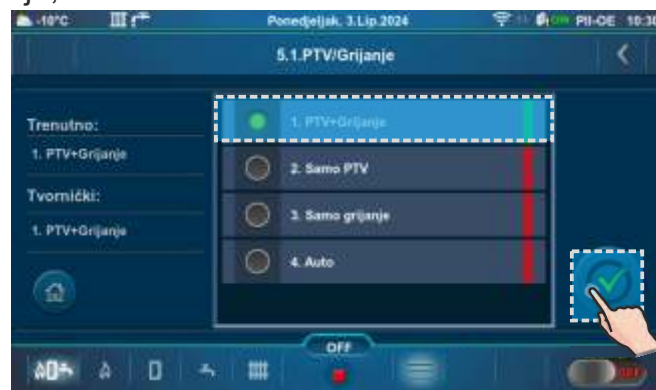 -10°C
Ponedjeljak, 3.Lip.2024
PII-OE 10:30
5.1.PTV/Grijanje
Trenutno:
1. PTV+Grijanje
Tvornički:
1. PTV+Grijanje
1. PTV+Grijanje
2. Samo PTV
3. Samo grijanje
4. Auto
OFF
OFF